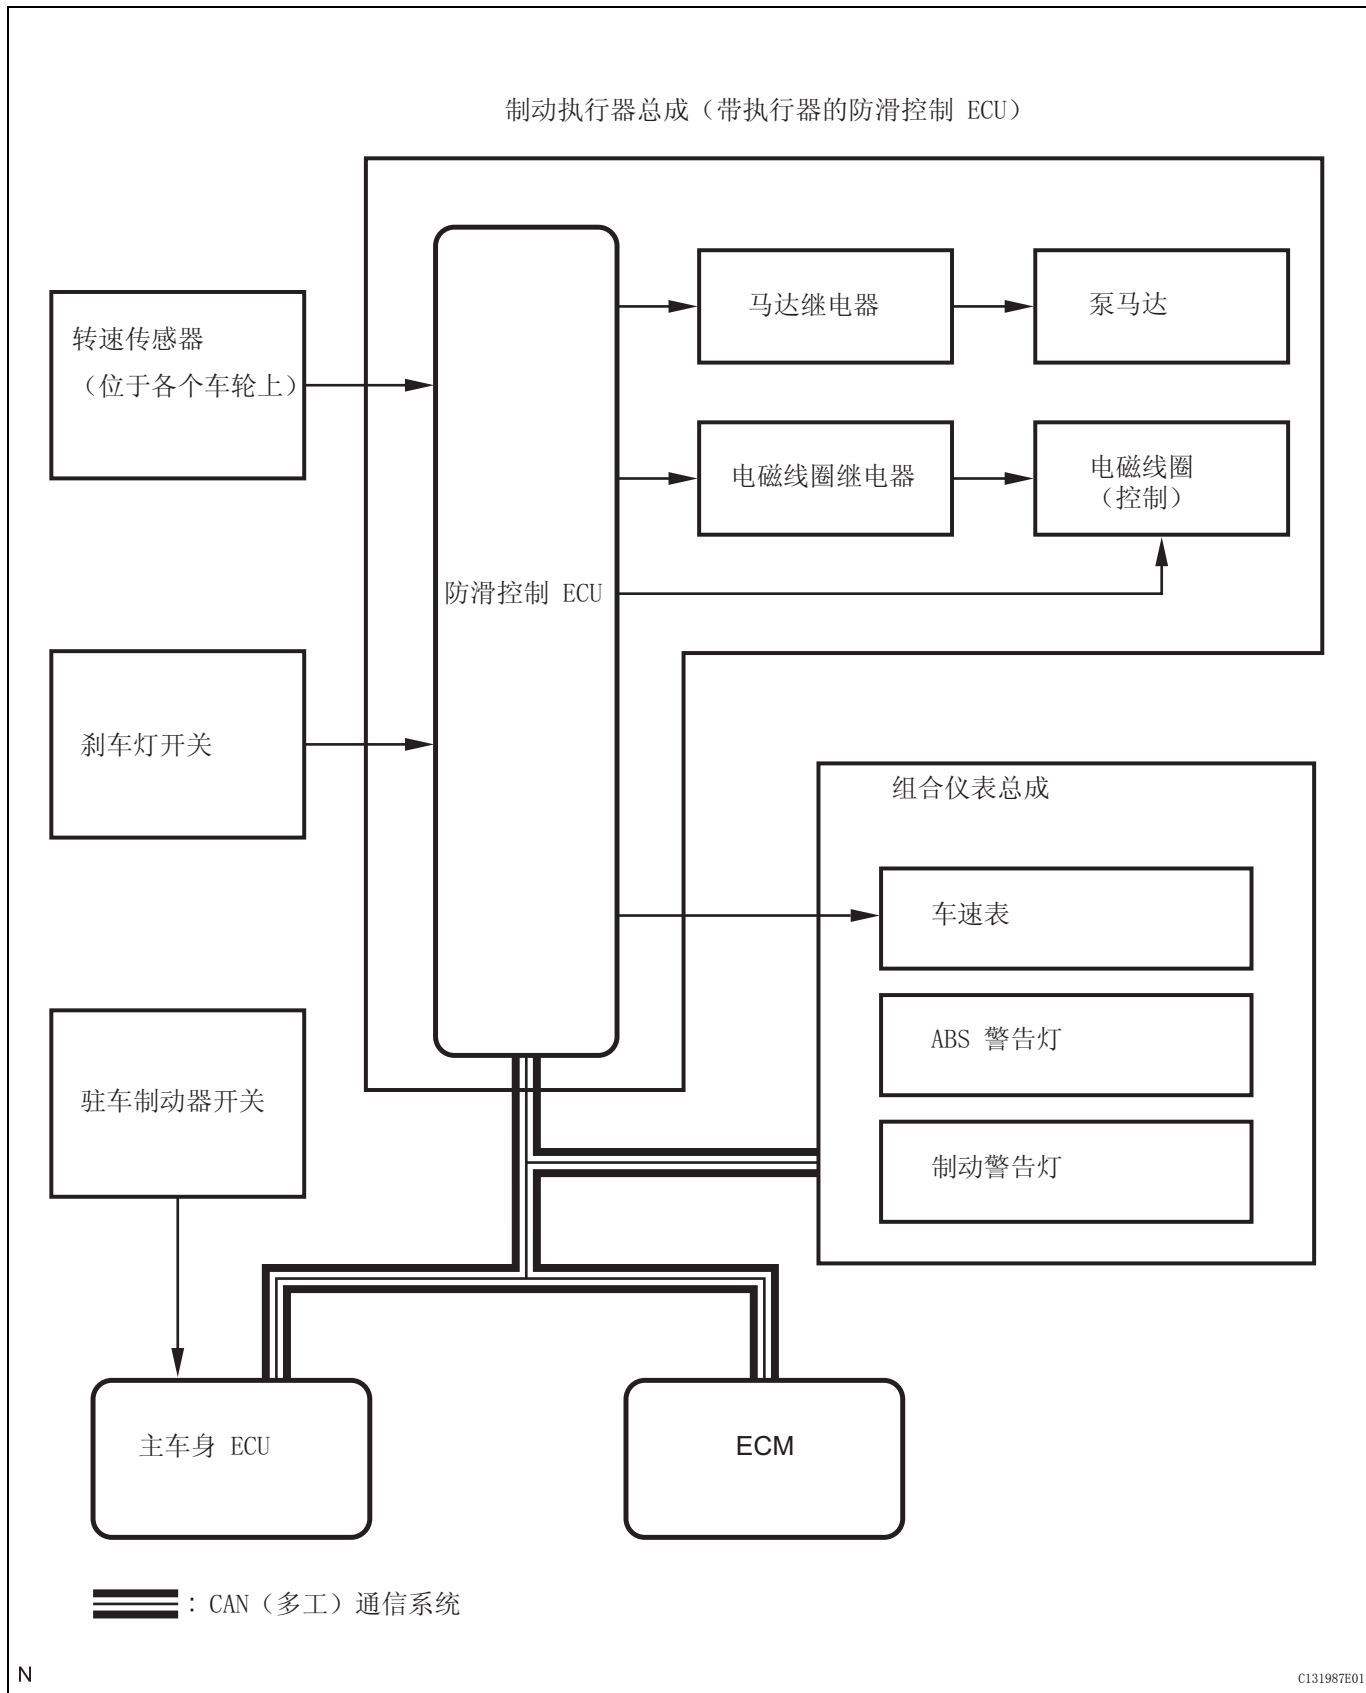 制动执行器总成（带执行器的防滑控制 ECU）
转速传感器
（位于各个车轮上）
马达继电器
泵马达
电磁线圈继电器
电磁线圈
（控制）
防滑控制 ECU
刹车灯开关
组合仪表总成
车速表
ABS 警告灯
制动警告灯
驻车制动器开关
主车身 ECU
ECM
：CAN（多工）通信系统
N
C131987E01